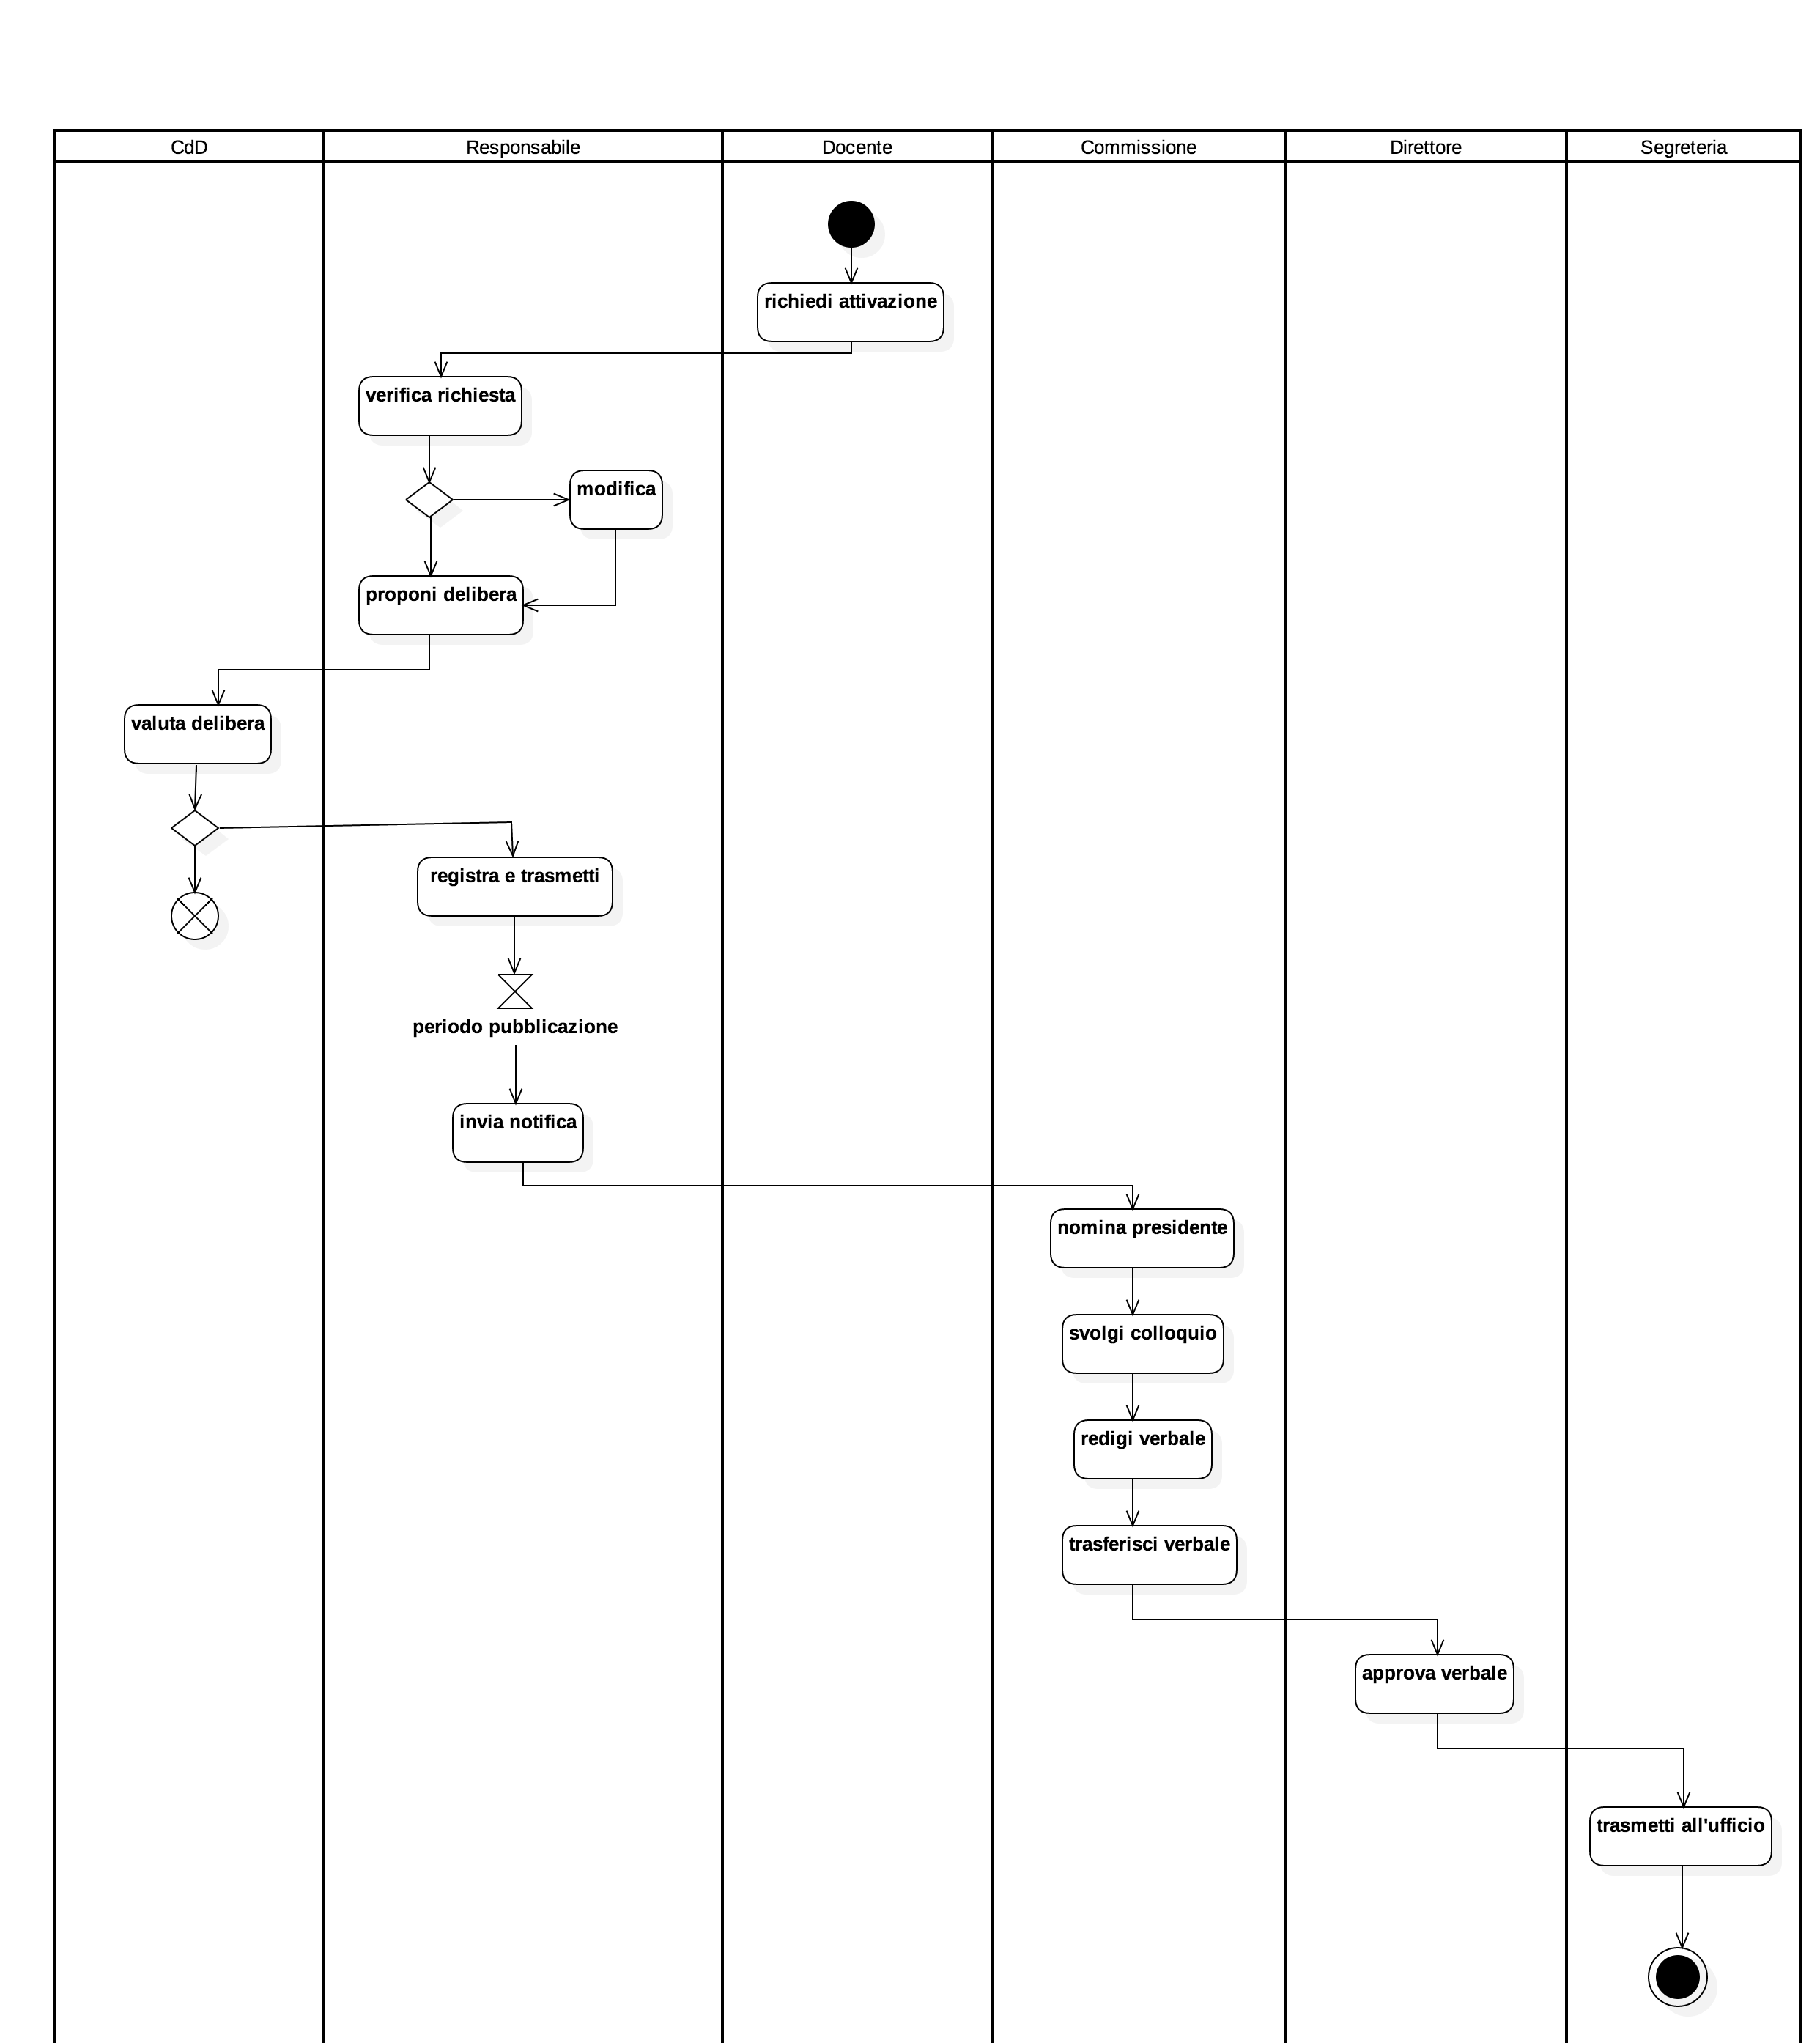 CdD
Responsabile
Docente
Commissione
Direttore
Segreteria
richiedi attivazione
verifica richiesta
modifica
proponi delibera
valuta delibera
registra e trasmetti
periodo pubblicazione
invia notifica
nomina presidente
svolgi colloquio
redigi verbale
trasferisci verbale
approva verbale
trasmetti all'ufficio